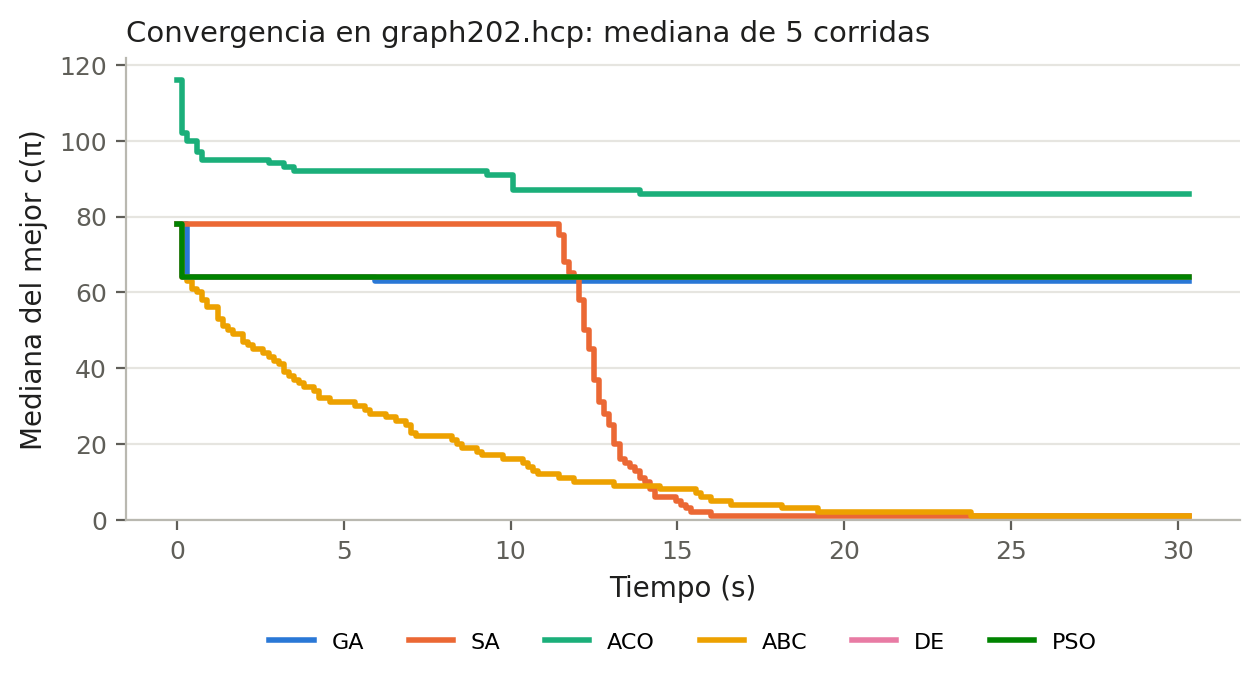 Convergencia en graph202.hcp: mediana de 5 corridas
Mediana del mejor c(π)
120
100
80
60
40
20
0
0 5 10 15 20 25 30
Tiempo (s)
GA SA ACO ABC DE PSO